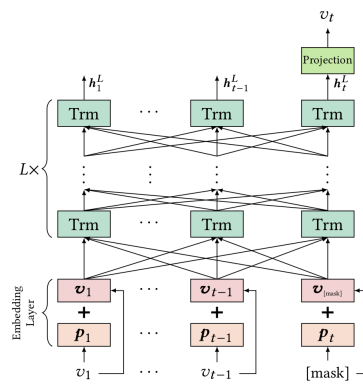 v_t
Projection
h_1^L h_{t-1}^L h_t^L
Trm ... Trm Trm
L×
Trm ... Trm Trm
Embedding
Layer
v_1 v_{t-1} v_{[mask]}
+ + +
p_1 p_{t-1} p_t
v_1 ... v_{t-1} [mask]